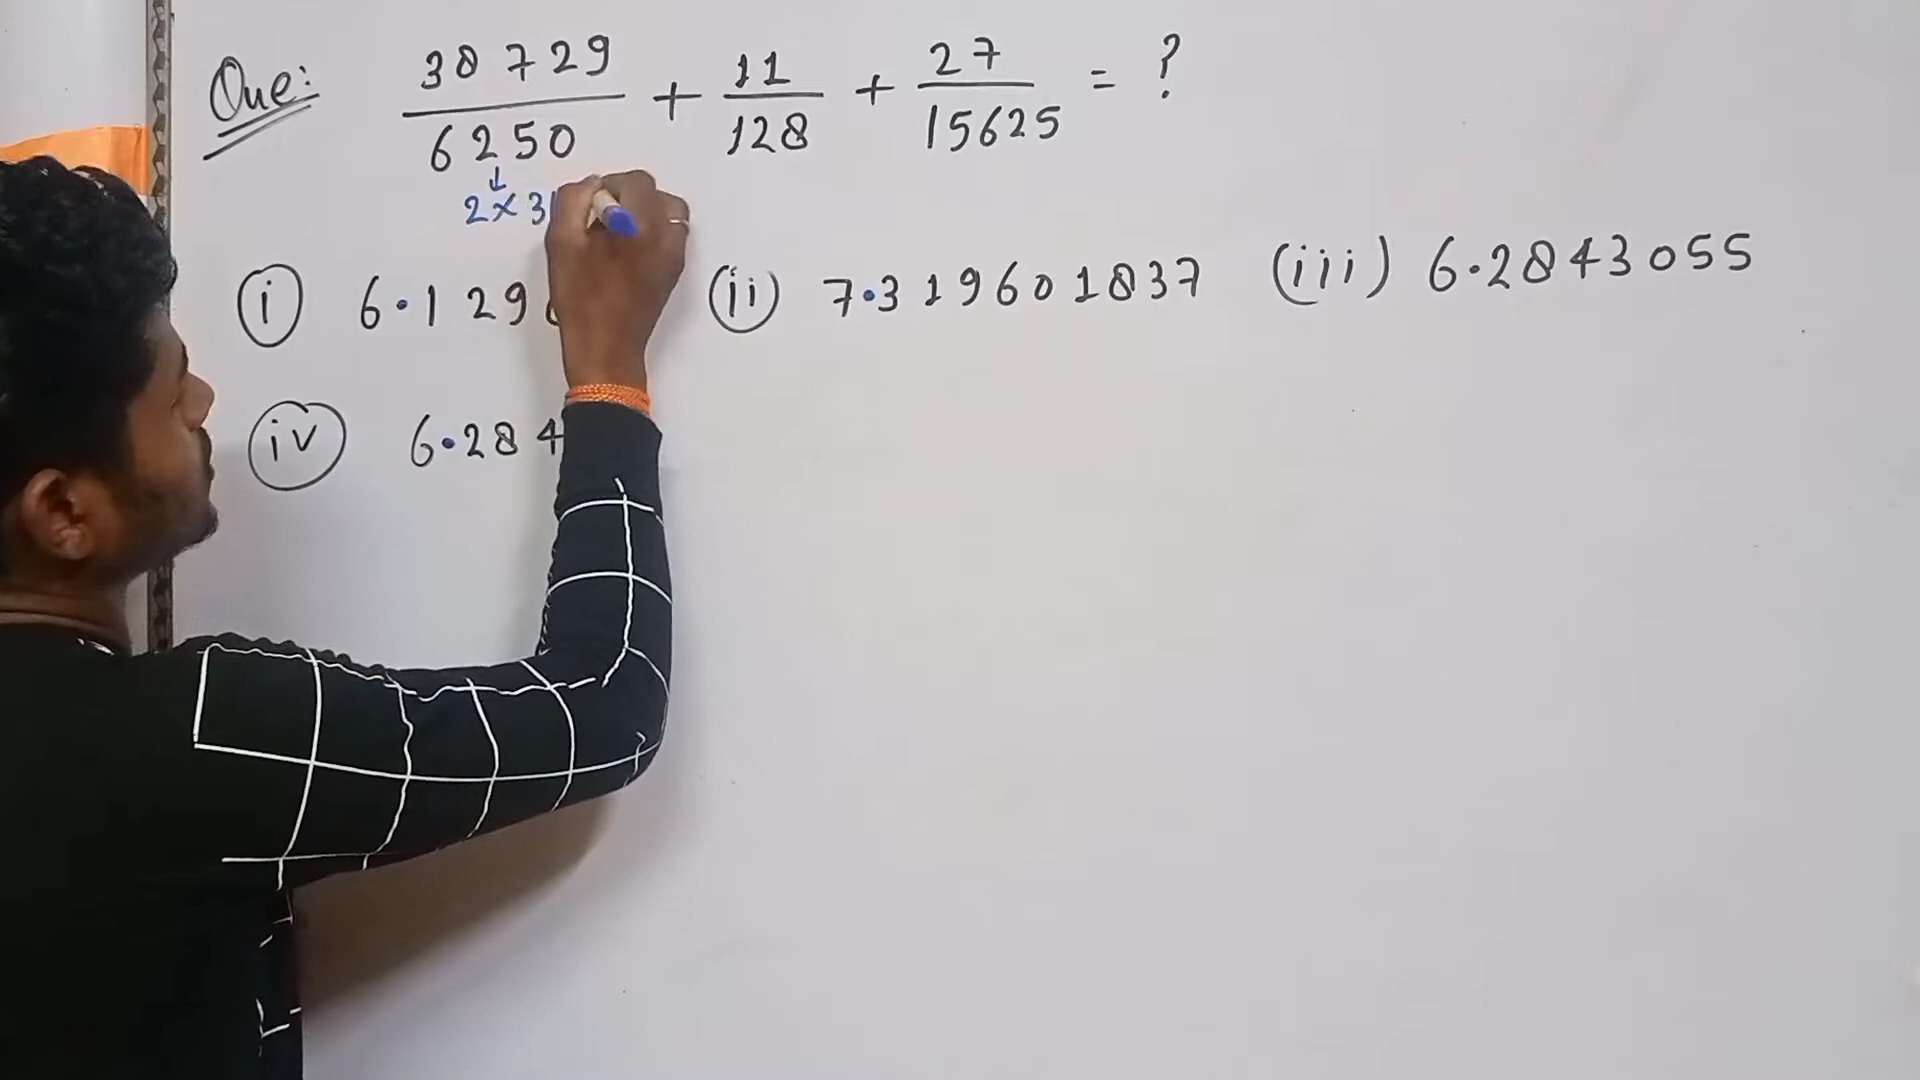 Que: 38729/6250 + 11/128 + 27/15625 = ?
2×3
(i) 6.129 (ii) 7.319601837 (iii) 6.2843055
(iv) 6.284